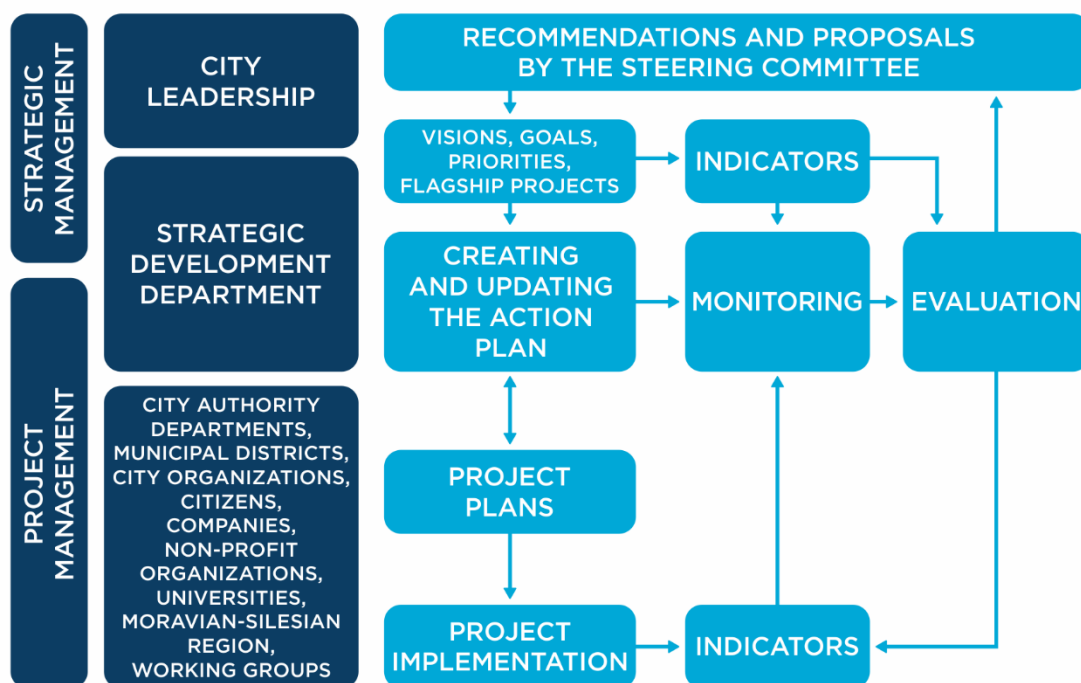 STRATEGIC
MANAGEMENT
PROJECT
MANAGEMENT
CITY
LEADERSHIP
STRATEGIC
DEVELOPMENT
DEPARTMENT
CITY AUTHORITY
DEPARTMENTS,
MUNICIPAL DISTRICTS,
CITY ORGANIZATIONS,
CITIZENS,
COMPANIES,
NON-PROFIT
ORGANIZATIONS,
UNIVERSITIES,
MORAVIAN-SILESIAN
REGION,
WORKING GROUPS
RECOMMENDATIONS AND PROPOSALS
BY THE STEERING COMMITTEE
VISIONS, GOALS,
PRIORITIES,
FLAGSHIP PROJECTS
INDICATORS
CREATING
AND UPDATING
THE ACTION
PLAN
MONITORING
EVALUATION
PROJECT
PLANS
PROJECT
IMPLEMENTATION
INDICATORS